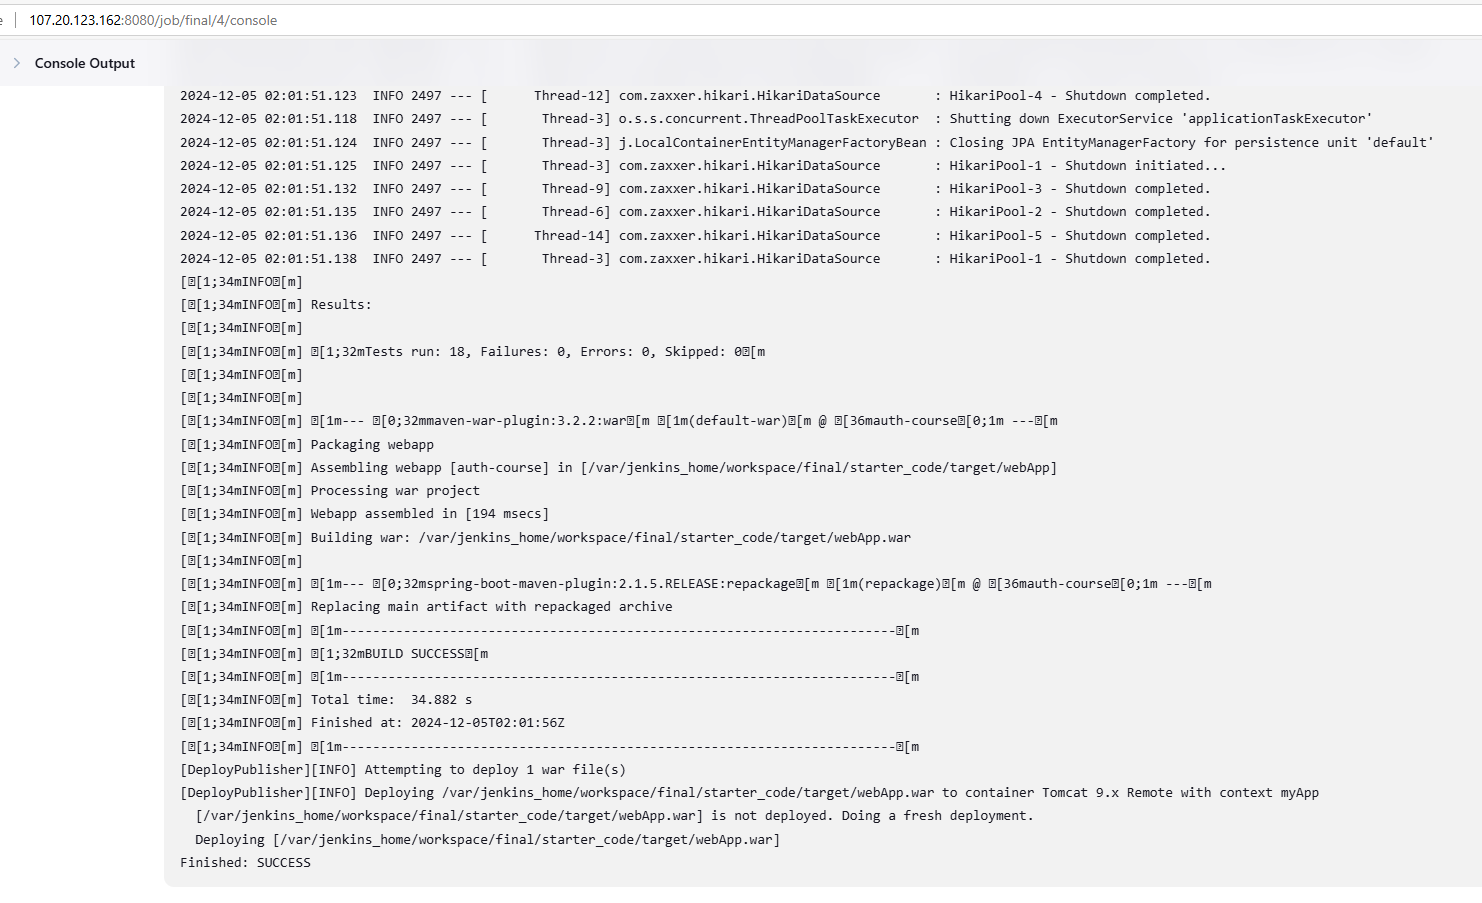 107.20.123.162:8080/job/final/4/console
Console Output
2024-12-05 02:01:51.123  INFO 2497 --- [      Thread-12] com.zaxxer.hikari.HikariDataSource       : HikariPool-4 - Shutdown completed.
2024-12-05 02:01:51.118  INFO 2497 --- [       Thread-3] o.s.s.concurrent.ThreadPoolTaskExecutor  : Shutting down ExecutorService 'applicationTaskExecutor'
2024-12-05 02:01:51.124  INFO 2497 --- [       Thread-3] j.LocalContainerEntityManagerFactoryBean : Closing JPA EntityManagerFactory for persistence unit 'default'
2024-12-05 02:01:51.125  INFO 2497 --- [       Thread-3] com.zaxxer.hikari.HikariDataSource       : HikariPool-1 - Shutdown initiated...
2024-12-05 02:01:51.132  INFO 2497 --- [       Thread-9] com.zaxxer.hikari.HikariDataSource       : HikariPool-3 - Shutdown completed.
2024-12-05 02:01:51.135  INFO 2497 --- [       Thread-6] com.zaxxer.hikari.HikariDataSource       : HikariPool-2 - Shutdown completed.
2024-12-05 02:01:51.136  INFO 2497 --- [      Thread-14] com.zaxxer.hikari.HikariDataSource       : HikariPool-5 - Shutdown completed.
2024-12-05 02:01:51.138  INFO 2497 --- [       Thread-3] com.zaxxer.hikari.HikariDataSource       : HikariPool-1 - Shutdown completed.
[[1;34mINFO[m]
[[1;34mINFO[m] Results:
[[1;34mINFO[m]
[[1;34mINFO[m] [1;32mTests run: 18, Failures: 0, Errors: 0, Skipped: 0[m
[[1;34mINFO[m]
[[1;34mINFO[m]
[[1;34mINFO[m] [1m--- [0;32mmaven-war-plugin:3.2.2:war[m [1m(default-war)[m @ [36mauth-course[0;1m ---[m
[[1;34mINFO[m] Packaging webapp
[[1;34mINFO[m] Assembling webapp [auth-course] in [/var/jenkins_home/workspace/final/starter_code/target/webApp]
[[1;34mINFO[m] Processing war project
[[1;34mINFO[m] Webapp assembled in [194 msecs]
[[1;34mINFO[m] Building war: /var/jenkins_home/workspace/final/starter_code/target/webApp.war
[[1;34mINFO[m]
[[1;34mINFO[m] [1m--- [0;32mspring-boot-maven-plugin:2.1.5.RELEASE:repackage[m [1m(repackage)[m @ [36mauth-course[0;1m ---[m
[[1;34mINFO[m] Replacing main artifact with repackaged archive
[[1;34mINFO[m] [1m------------------------------------------------------------------------[m
[[1;34mINFO[m] [1;32mBUILD SUCCESS[m
[[1;34mINFO[m] [1m------------------------------------------------------------------------[m
[[1;34mINFO[m] Total time:  34.882 s
[[1;34mINFO[m] Finished at: 2024-12-05T02:01:56Z
[[1;34mINFO[m] [1m------------------------------------------------------------------------[m
[DeployPublisher][INFO] Attempting to deploy 1 war file(s)
[DeployPublisher][INFO] Deploying /var/jenkins_home/workspace/final/starter_code/target/webApp.war to container Tomcat 9.x Remote with context myApp
  [/var/jenkins_home/workspace/final/starter_code/target/webApp.war] is not deployed. Doing a fresh deployment.
  Deploying [/var/jenkins_home/workspace/final/starter_code/target/webApp.war]
Finished: SUCCESS